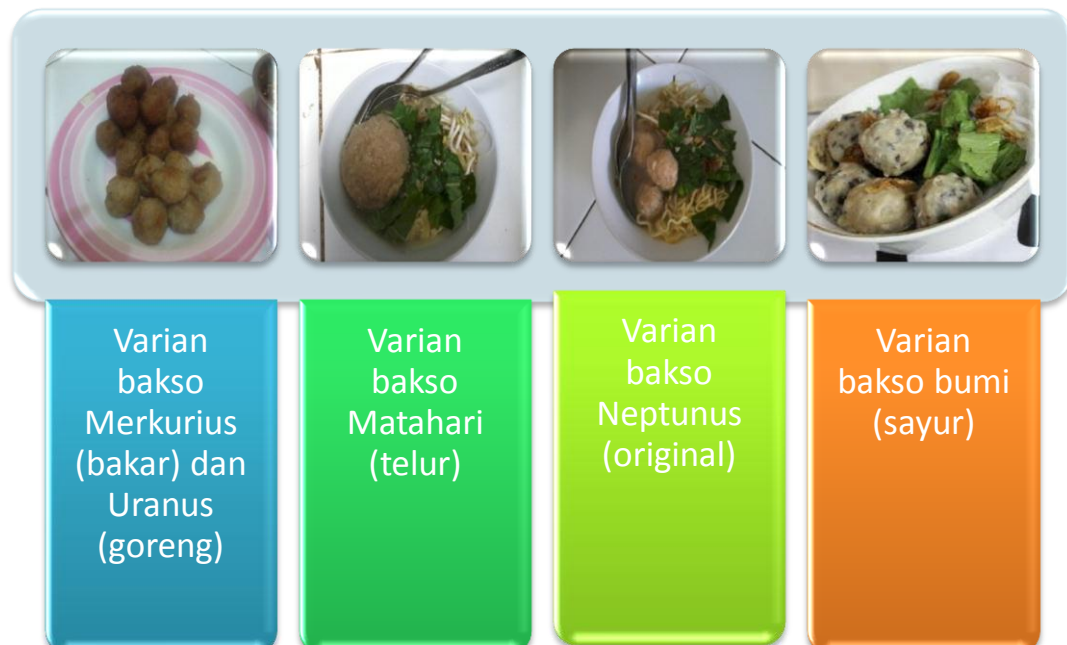 Varian
bakso
Merkurius
(bakar) dan
Uranus
(goreng)
Varian
bakso
Matahari
(telur)
Varian
bakso
Neptunus
(original)
Varian
bakso bumi
(sayur)